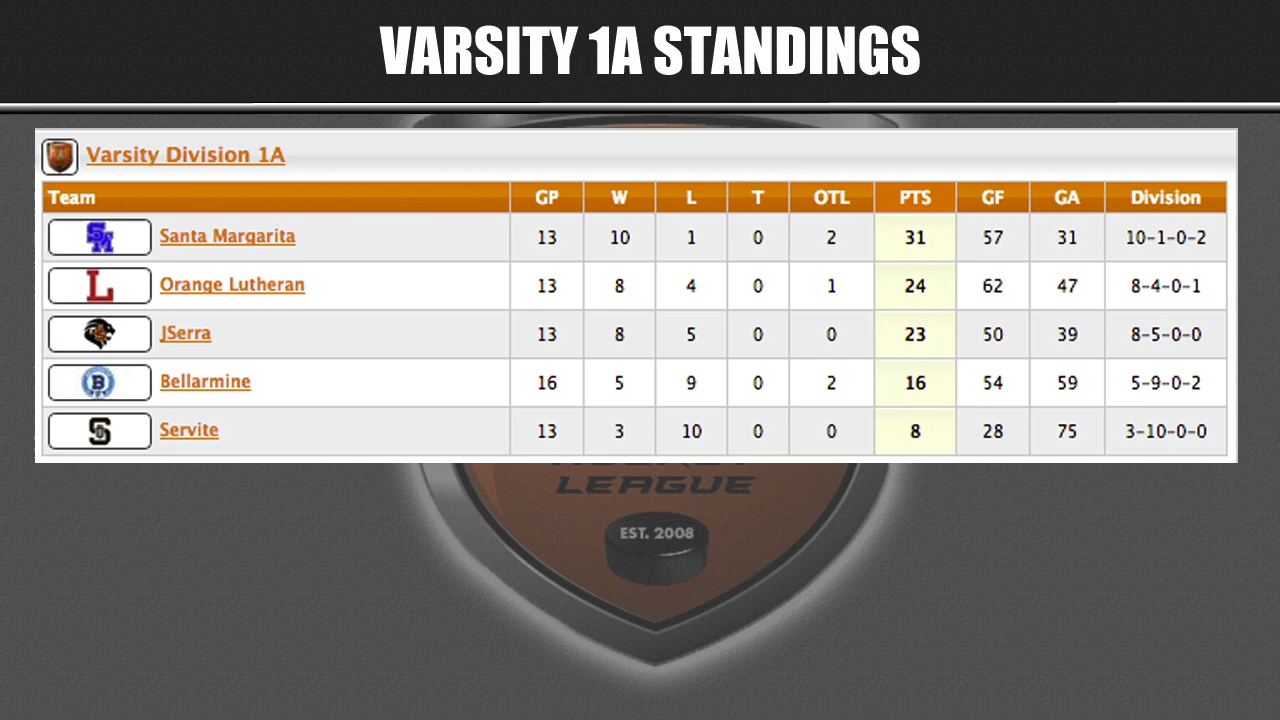 VARSITY 1A STANDINGS
Varsity Division 1A
Team GP W L T OTL PTS GF GA Division
Santa Margarita 13 10 1 0 2 31 57 31 10-1-0-2
Orange Lutheran 13 8 4 0 1 24 62 47 8-4-0-1
JSerra 13 8 5 0 0 23 50 39 8-5-0-0
Bellarmine 16 5 9 0 2 16 54 59 5-9-0-2
Servite 13 3 10 0 0 8 28 75 3-10-0-0
LEAGUE
EST. 2008